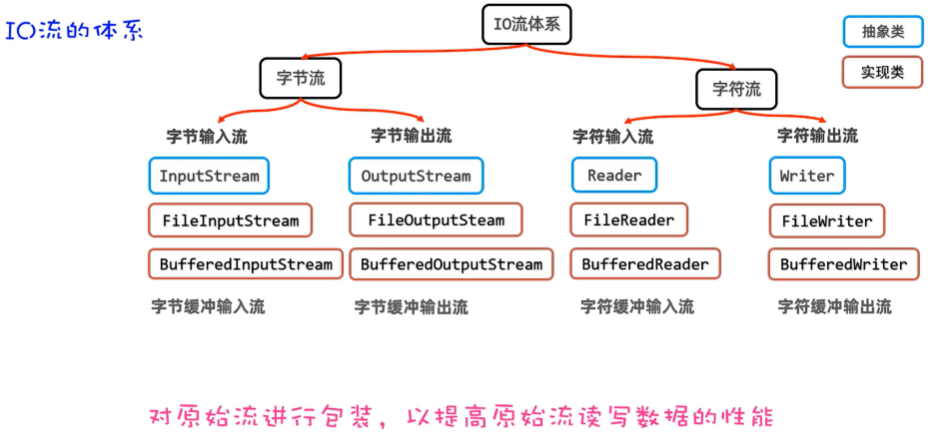 IO流的体系
IO流体系
抽象类
实现类
字节流
字符流
字节输入流
字节输出流
字符输入流
字符输出流
InputStream
OutputStream
Reader
Writer
FileInputStream
FileOutputSteam
FileReader
FileWriter
BufferedInputStream
BufferedOutputStream
BufferedReader
BufferedWriter
字节缓冲输入流
字节缓冲输出流
字符缓冲输入流
字符缓冲输出流
对原始流进行包装，以提高原始流读写数据的性能